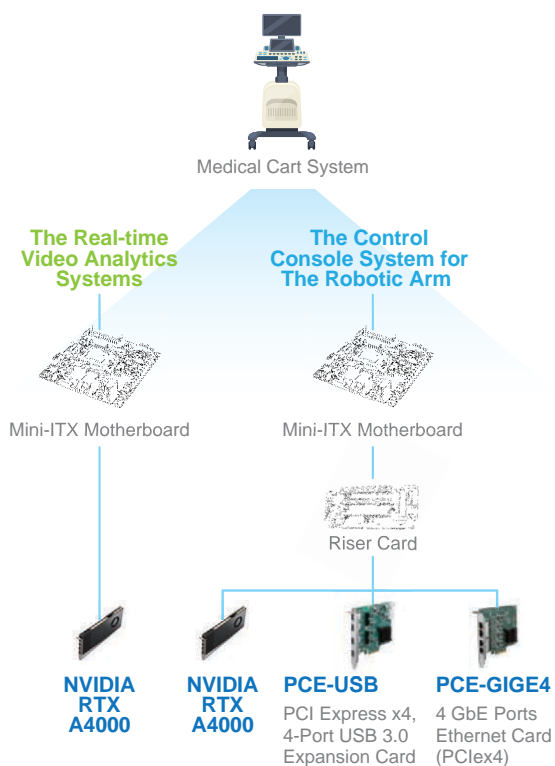 Medical Cart System
The Real-time
Video Analytics
Systems
The Control
Console System for
The Robotic Arm
Mini-ITX Motherboard
Mini-ITX Motherboard
Riser Card
NVIDIA
RTX
A4000
NVIDIA
RTX
A4000
PCE-USB
PCI Express x4,
4-Port USB 3.0
Expansion Card
PCE-GIGE4
4 GbE Ports
Ethernet Card
(PCIex4)